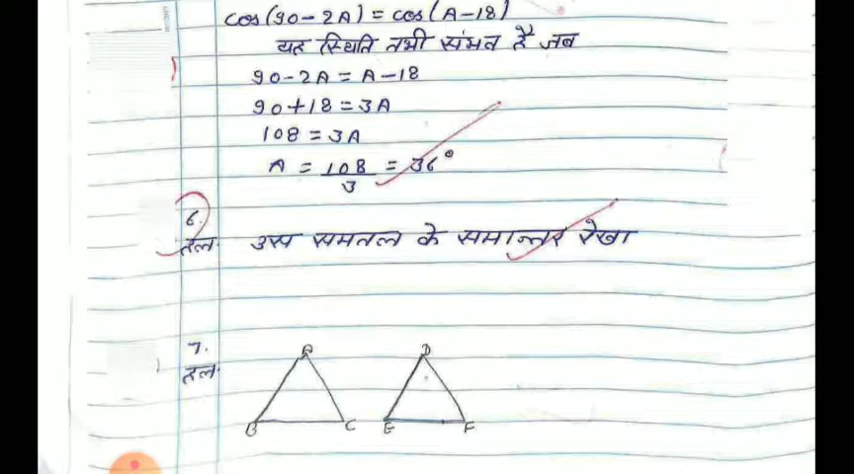 cos(90-2A) = cos(A-18)
यह स्थिति तभी संभव है जब
90-2A = A-18
90+18 = 3A
108 = 3A
A = 108/3 = 36°
6.
हल. उस समतल के समान्तर रेखा
7.
हल.
A D
B C E F